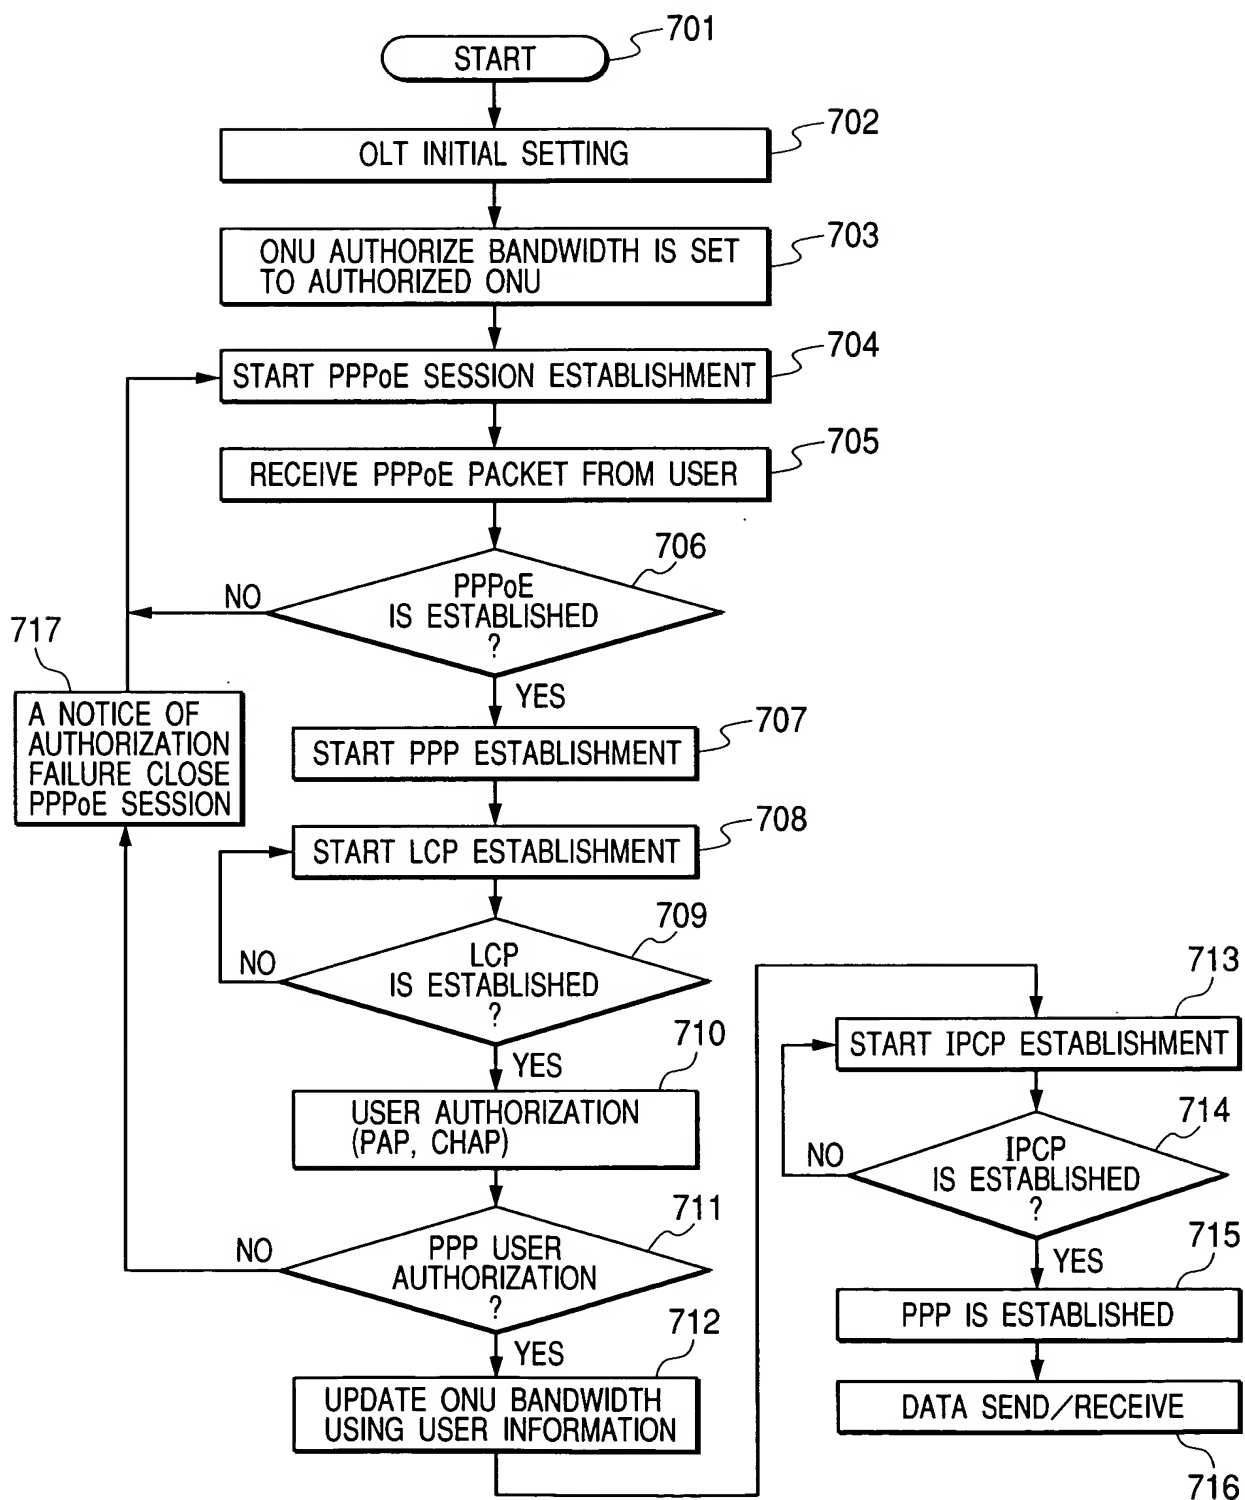 START
701
OLT INITIAL SETTING
702
ONU AUTHORIZE BANDWIDTH IS SET
TO AUTHORIZED ONU
703
START PPPoE SESSION ESTABLISHMENT
704
RECEIVE PPPoE PACKET FROM USER
705
PPPoE
IS ESTABLISHED
?
706
NO
YES
717
A NOTICE OF
AUTHORIZATION
FAILURE CLOSE
PPPoE SESSION
START PPP ESTABLISHMENT
707
START LCP ESTABLISHMENT
708
LCP
IS ESTABLISHED
?
709
NO
YES
USER AUTHORIZATION
(PAP, CHAP)
710
PPP USER
AUTHORIZATION
?
711
NO
YES
UPDATE ONU BANDWIDTH
USING USER INFORMATION
712
START IPCP ESTABLISHMENT
713
IPCP
IS ESTABLISHED
?
714
NO
YES
PPP IS ESTABLISHED
715
DATA SEND/RECEIVE
716